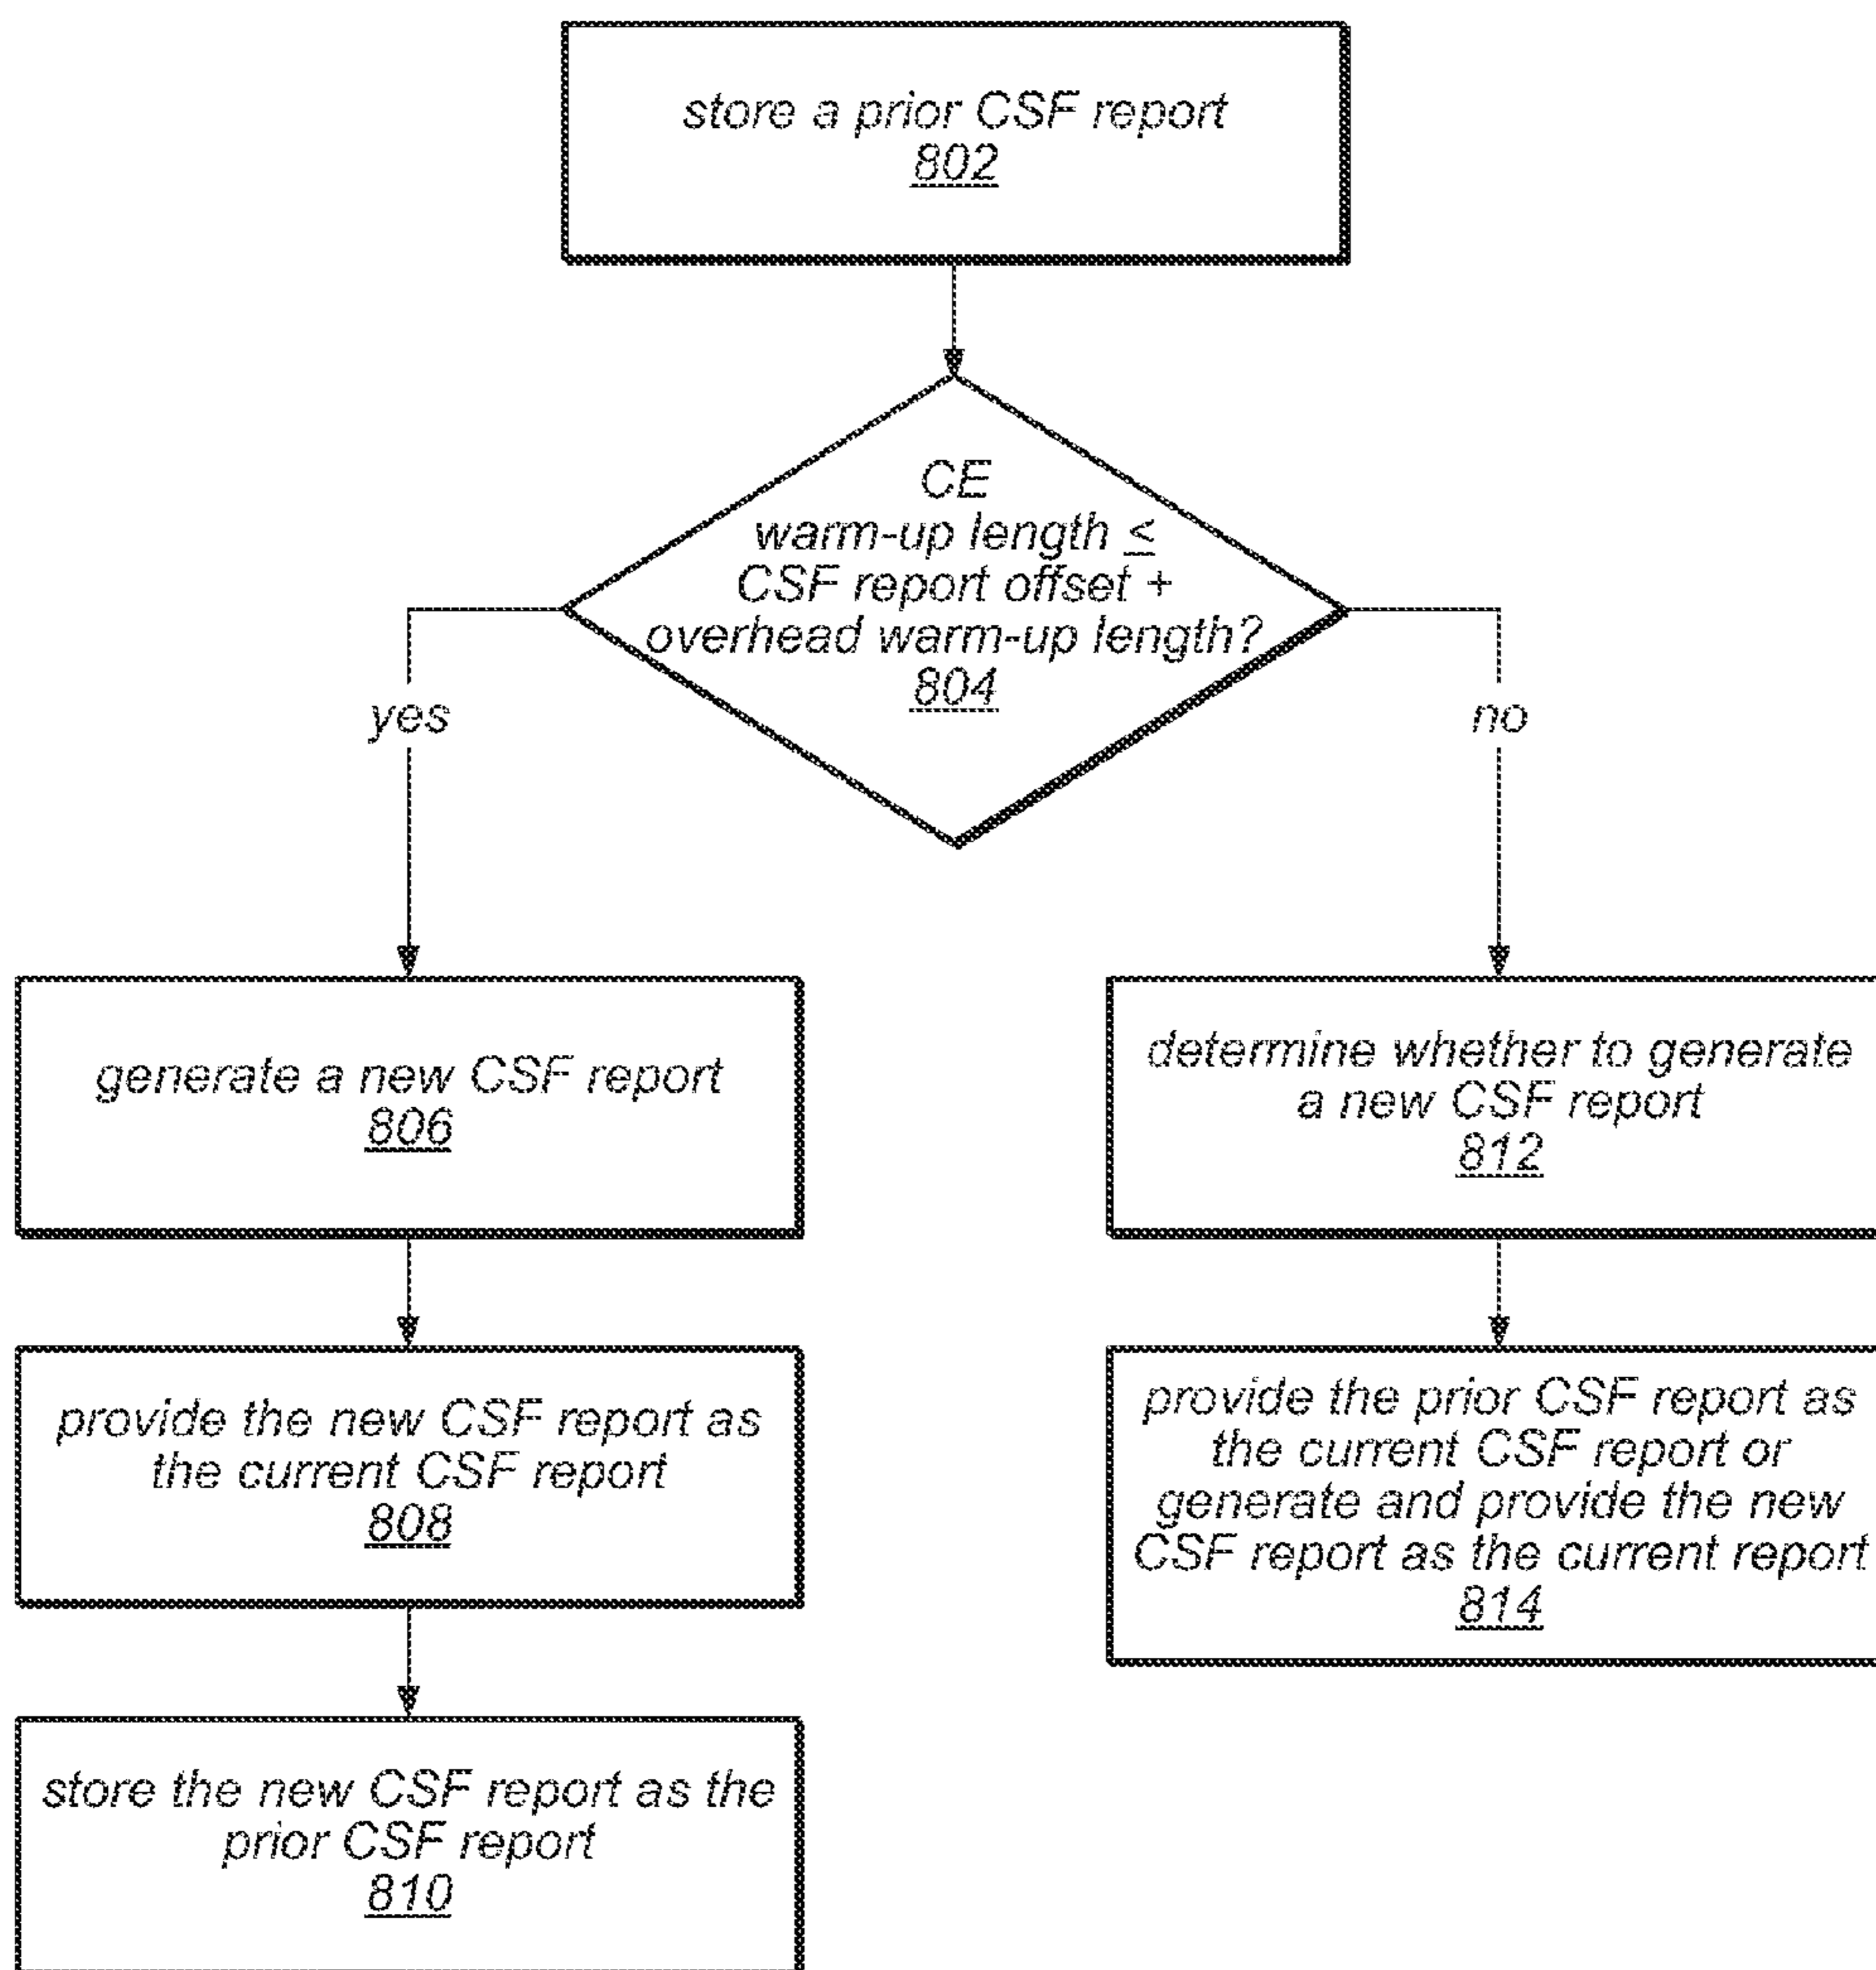 store a prior CSF report
802
CE
warm-up length ≤
CSF report offset +
overhead warm-up length?
804
yes
no
generate a new CSF report
806
determine whether to generate
a new CSF report
812
provide the new CSF report as
the current CSF report
808
provide the prior CSF report as
the current CSF report or
generate and provide the new
CSF report as the current report
814
store the new CSF report as the
prior CSF report
810